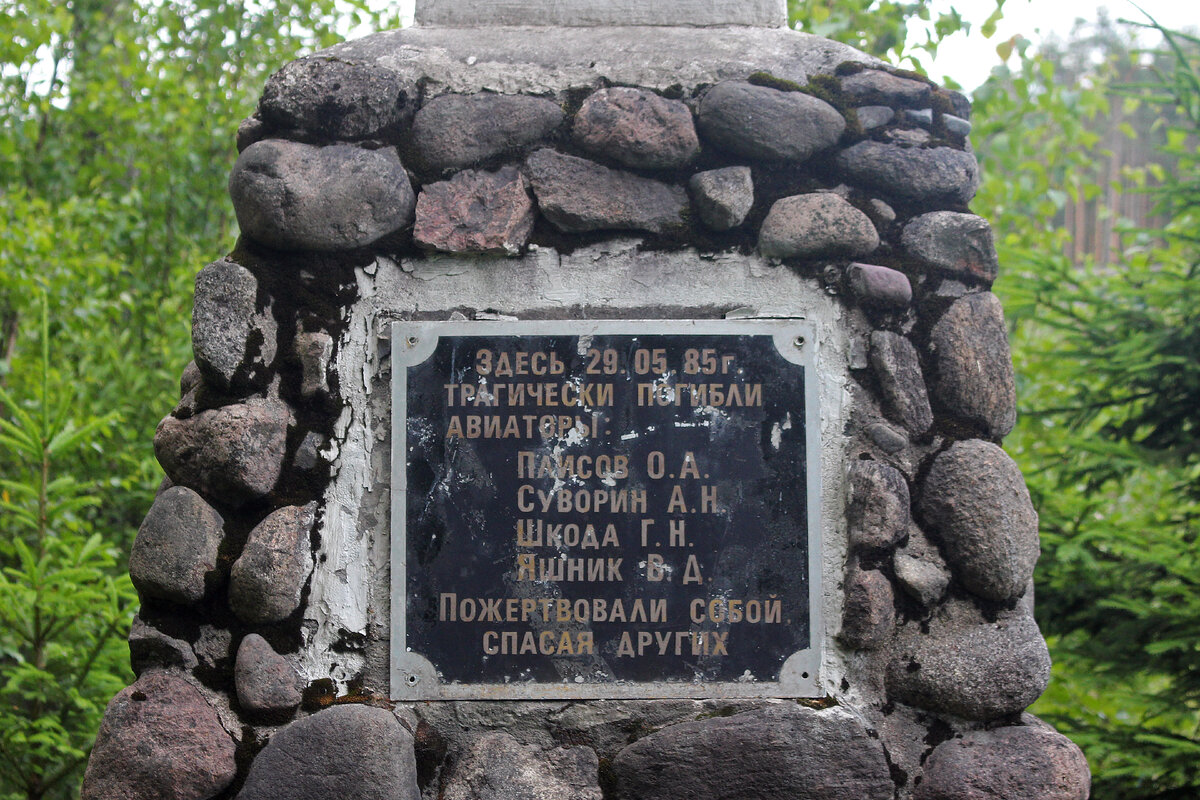 Здесь 29.05.85г.
трагически погибли
авиаторы:
Паисов О.А.
Суворин А.Н.
Шкода Г.Н.
Яшник В.Д.
Пожертвовали собой
спасая других